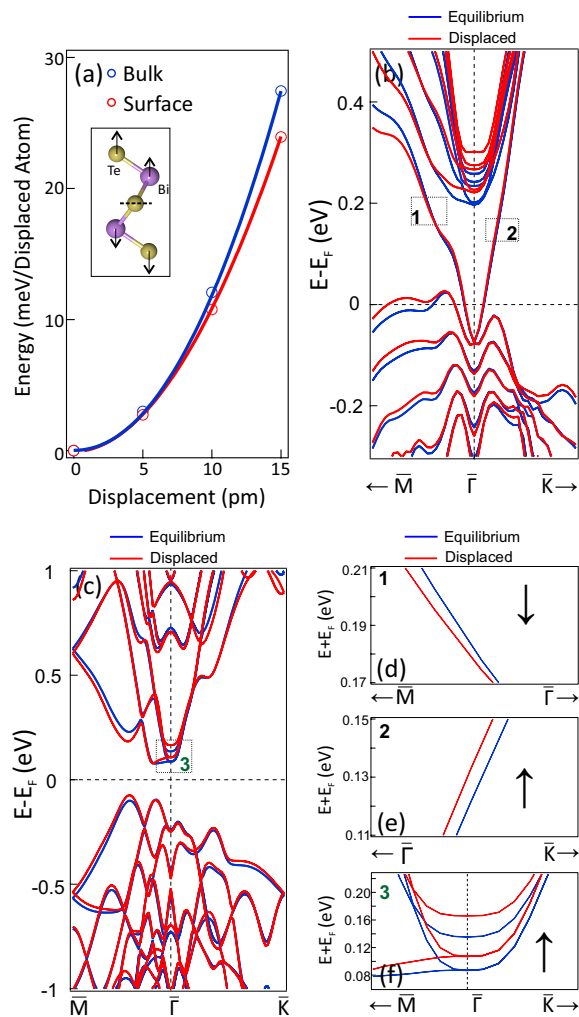 Equilibrium
Displaced
(a)
Bulk
Surface
Te
Bi
30
20
10
0
Energy (meV/Displaced Atom)
0 5 10 15
Displacement (pm)
(b)
0.4
0.2
0
-0.2
E-E_F (eV)
1
2
← M̅ Γ̅ K̅ →
Equilibrium
Displaced
(c)
1
0.5
0
-0.5
-1
E-E_F (eV)
3
M̅ Γ̅ K̅
Equilibrium
Displaced
1
0.21
0.19
0.17
E+E_F (eV)
(d)
← M̅ Γ̅ →
2
0.15
0.13
0.11
E+E_F (eV)
(e)
← Γ̅ K̅ →
3
0.20
0.16
0.12
0.08
E+E_F (eV)
(f)
← M̅ Γ̅ K̅ →